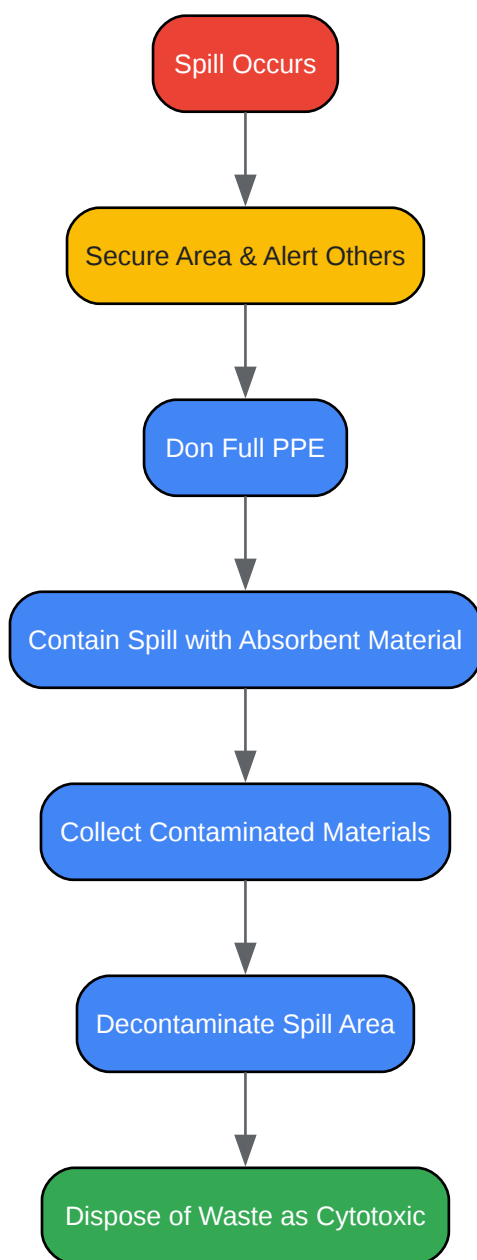 Spill Occurs
Secure Area & Alert Others
Don Full PPE
Contain Spill with Absorbent Material
Collect Contaminated Materials
Decontaminate Spill Area
Dispose of Waste as Cytotoxic